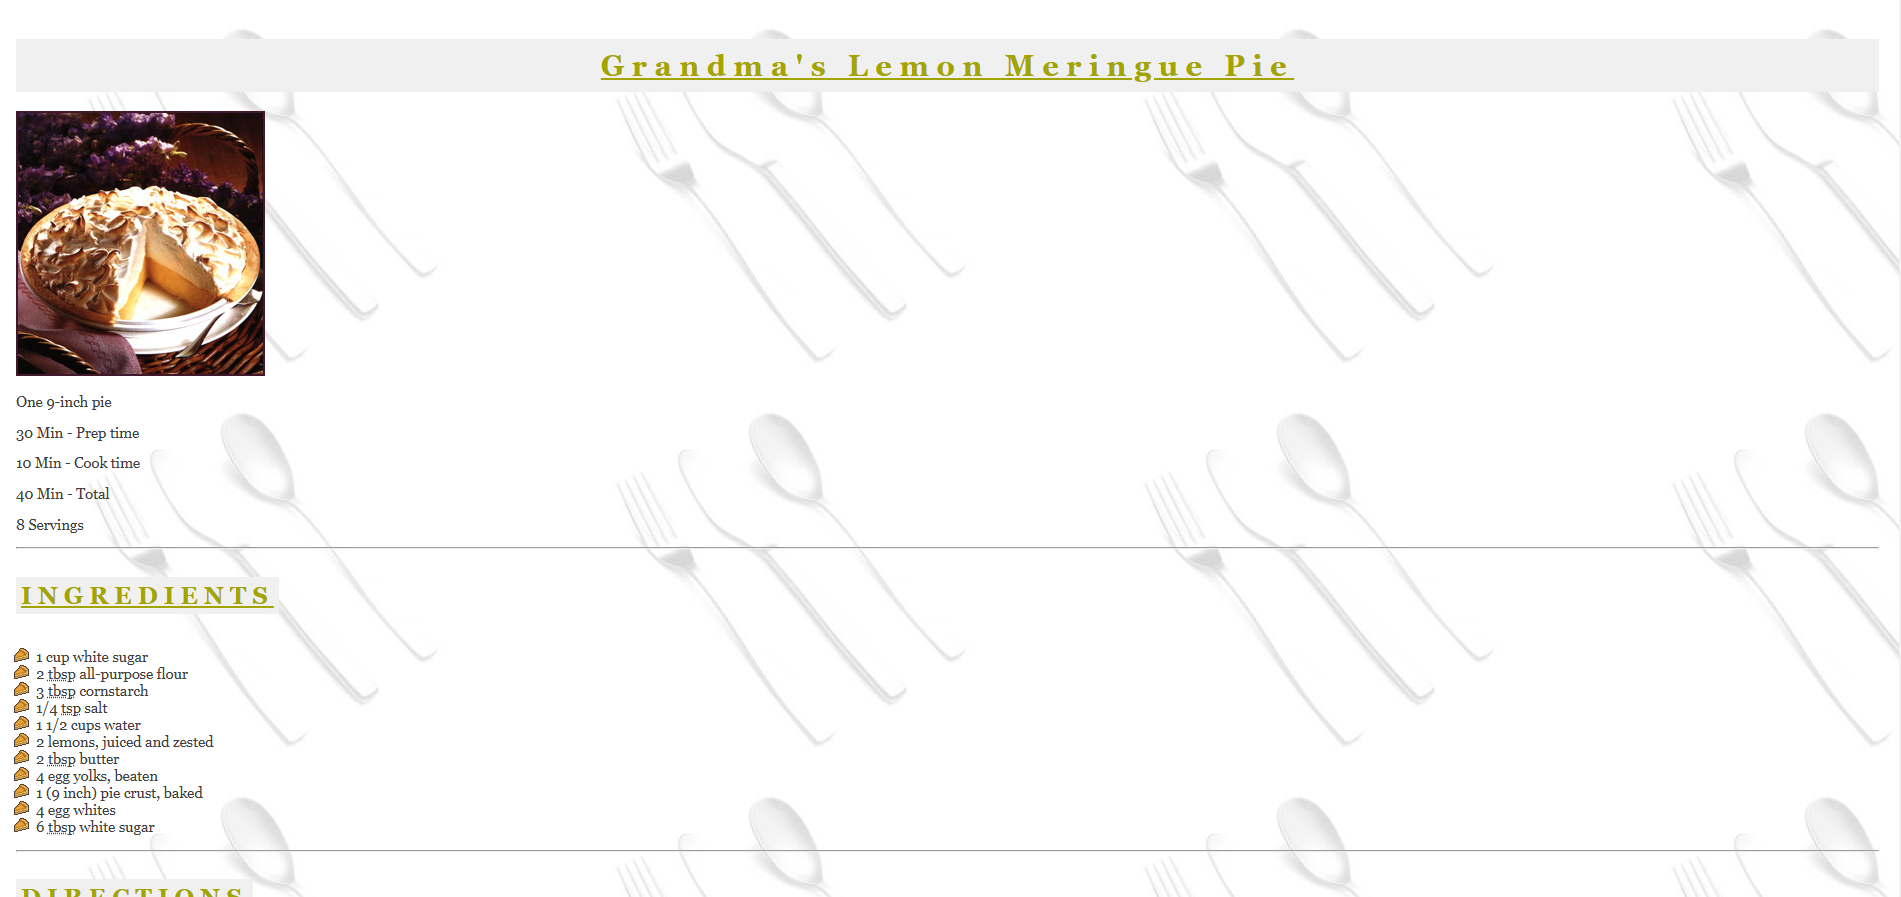 Grandma's Lemon Meringue Pie
One 9-inch pie
30 Min - Prep time
10 Min - Cook time
40 Min - Total
8 Servings
INGREDIENTS
1 cup white sugar
2 tbsp all-purpose flour
3 tbsp cornstarch
1/4 tsp salt
1 1/2 cups water
2 lemons, juiced and zested
2 tbsp butter
4 egg yolks, beaten
1 (9 inch) pie crust, baked
4 egg whites
6 tbsp white sugar
DIRECTIONS